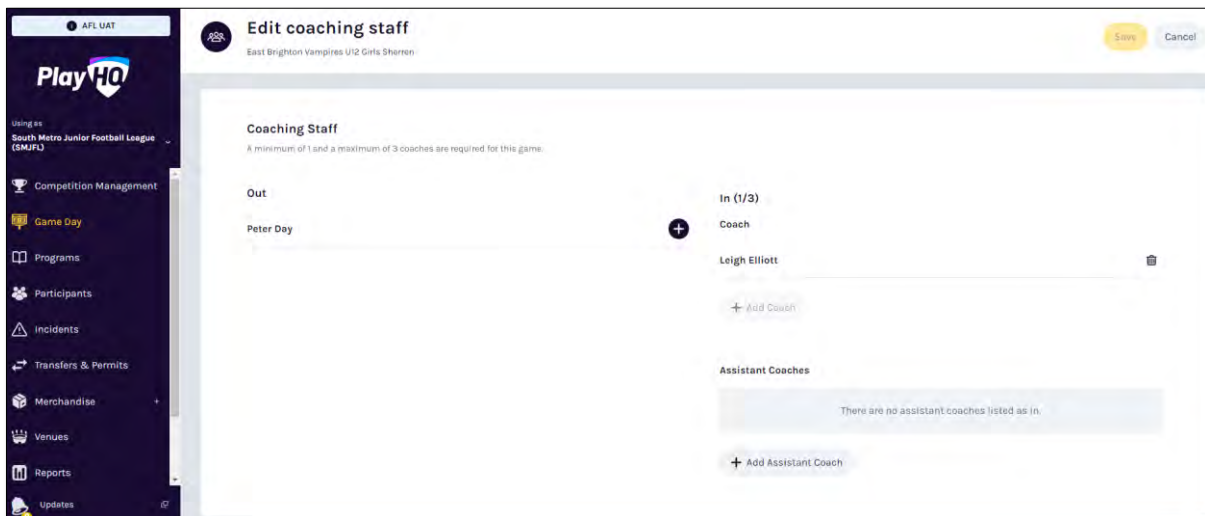 AFL UAT
PlayHQ
Using as
South Metro Junior Football League
(SMJFL)
Competition Management
Game Day
Programs
Participants
Incidents
Transfers & Permits
Merchandise +
Venues
Reports
Updates
Edit coaching staff
East Brighton Vampires U12 Girls Sherren
Save
Cancel
Coaching Staff
A minimum of 1 and a maximum of 3 coaches are required for this game.
Out
Peter Day
In (1/3)
Coach
Leigh Elliott
+ Add Coach
Assistant Coaches
There are no assistant coaches listed as in.
+ Add Assistant Coach